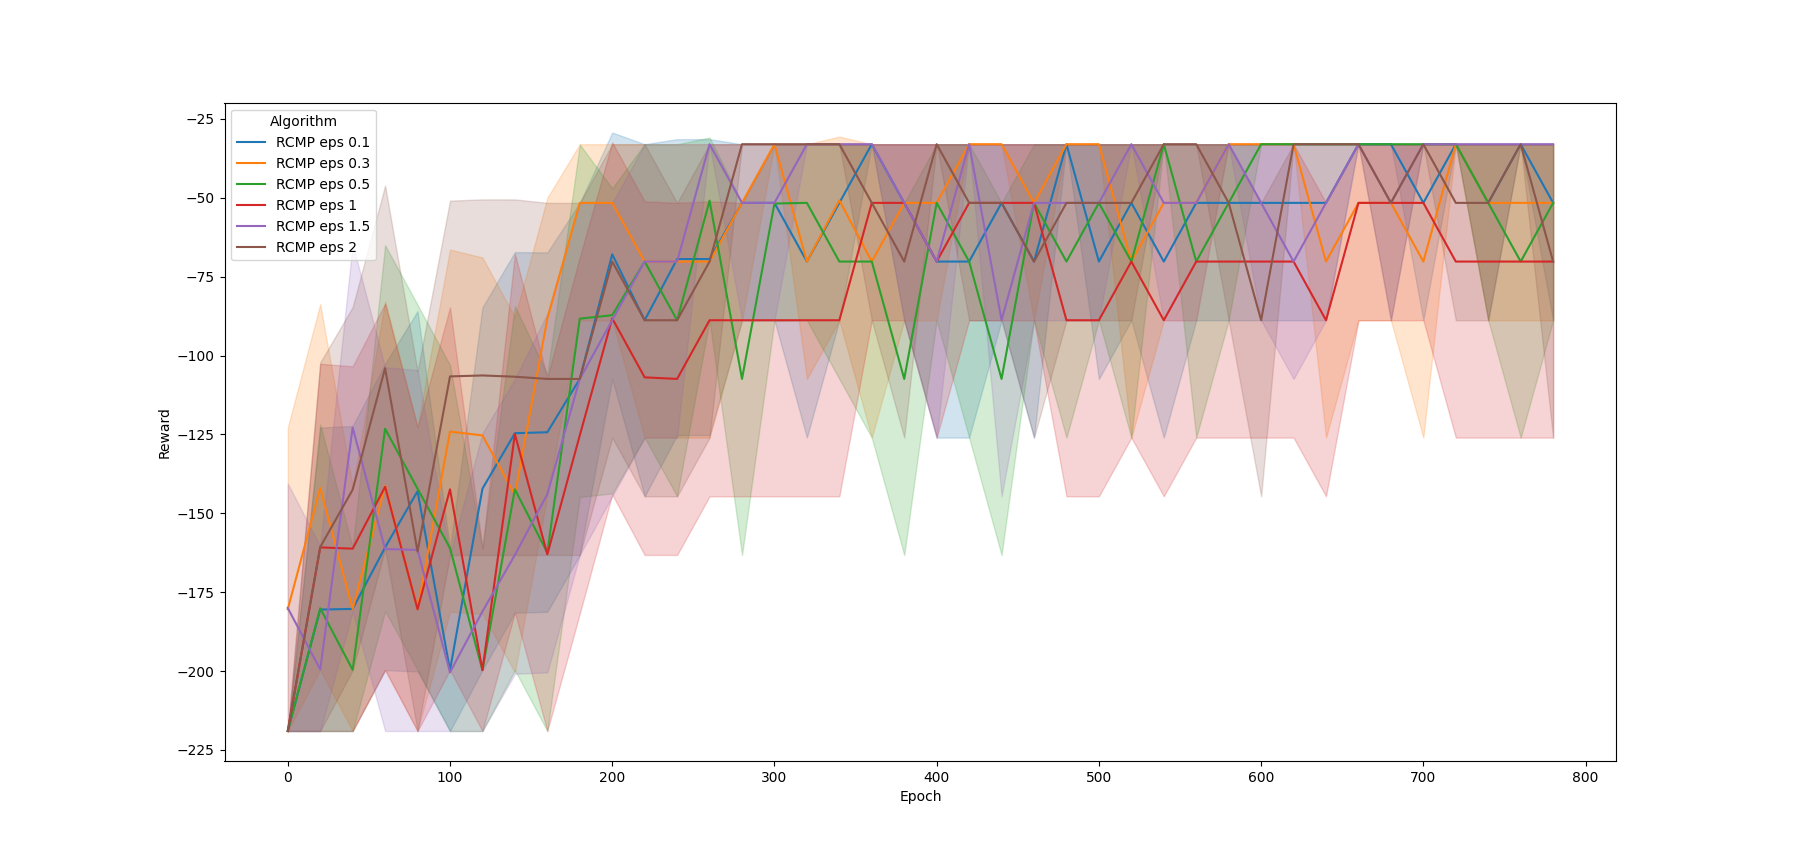 Algorithm
RCMP eps 0.1
RCMP eps 0.3
RCMP eps 0.5
RCMP eps 1
RCMP eps 1.5
RCMP eps 2
−25
−50
−75
−100
−125
−150
−175
−200
−225
Reward
0 100 200 300 400 500 600 700 800
Epoch